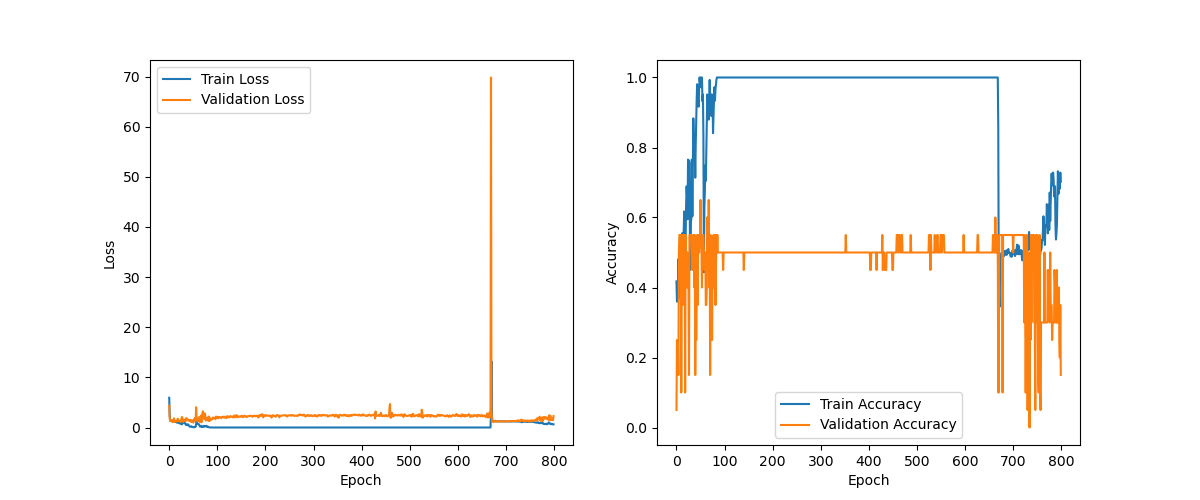 70
60
50
40
30
20
10
0
Loss
Train Loss
Validation Loss
0 100 200 300 400 500 600 700 800
Epoch
1.0
0.8
0.6
0.4
0.2
0.0
Accuracy
Train Accuracy
Validation Accuracy
0 100 200 300 400 500 600 700 800
Epoch